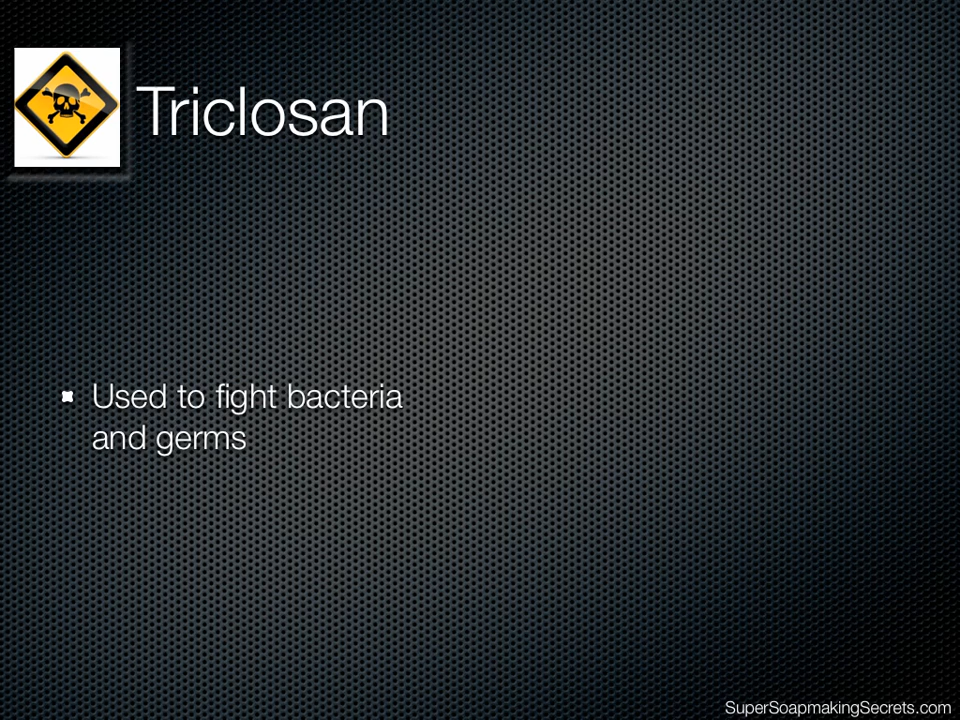 Triclosan
Used to fight bacteria
and germs
SuperSoapmakingSecrets.com